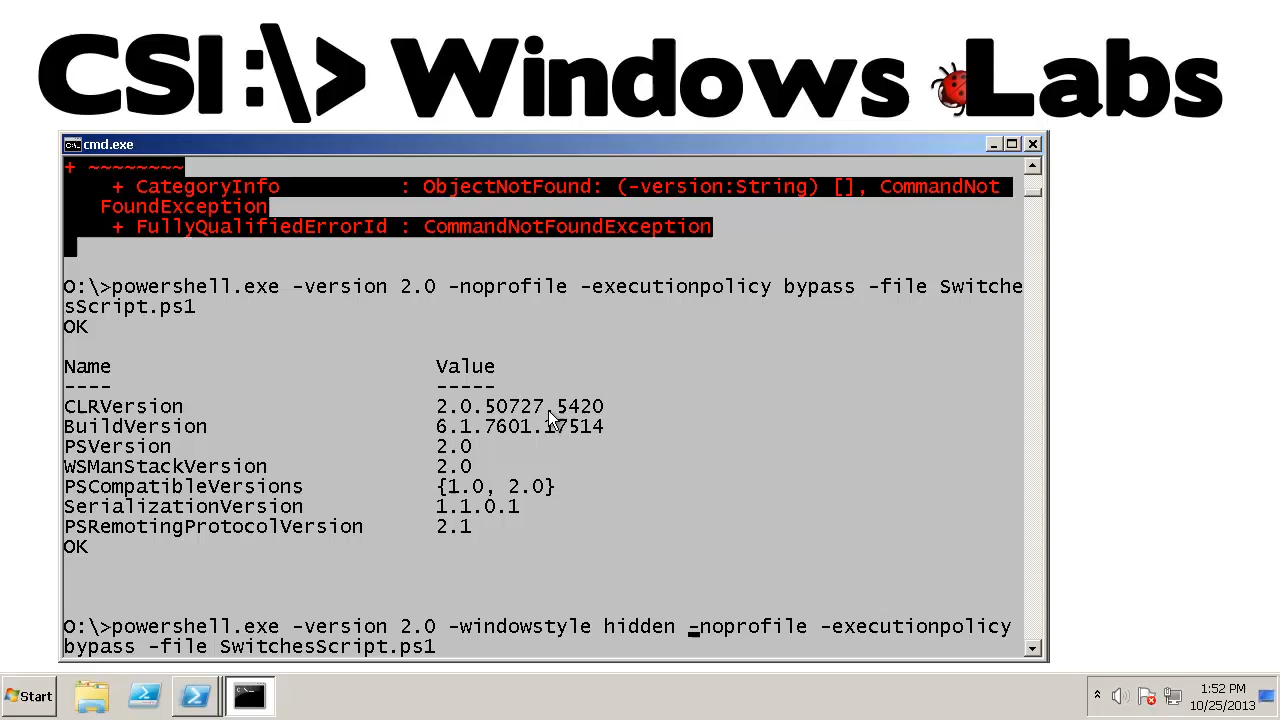 CSI:\> Windows Labs
cmd.exe
+ ~~~~~~~~
+ CategoryInfo : ObjectNotFound: (-version:String) [], CommandNot
FoundException
+ FullyQualifiedErrorId : CommandNotFoundException
O:\>powershell.exe -version 2.0 -noprofile -executionpolicy bypass -file Switche
sScript.ps1
OK
Name Value
---- -----
CLRVersion 2.0.50727.5420
BuildVersion 6.1.7601.17514
PSVersion 2.0
WSManStackVersion 2.0
PSCompatibleVersions {1.0, 2.0}
SerializationVersion 1.1.0.1
PSRemotingProtocolVersion 2.1
OK
O:\>powershell.exe -version 2.0 -windowstyle hidden -noprofile -executionpolicy
bypass -file SwitchesScript.ps1
Start
1:52 PM
10/25/2013